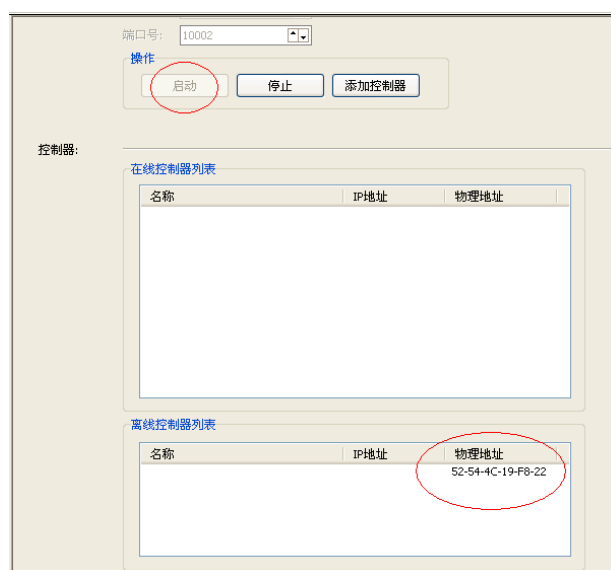 端口号: 10002
操作
启动 停止 添加控制器
控制器:
在线控制器列表
名称 IP地址 物理地址
离线控制器列表
名称 IP地址 物理地址
52-54-4C-19-F8-22